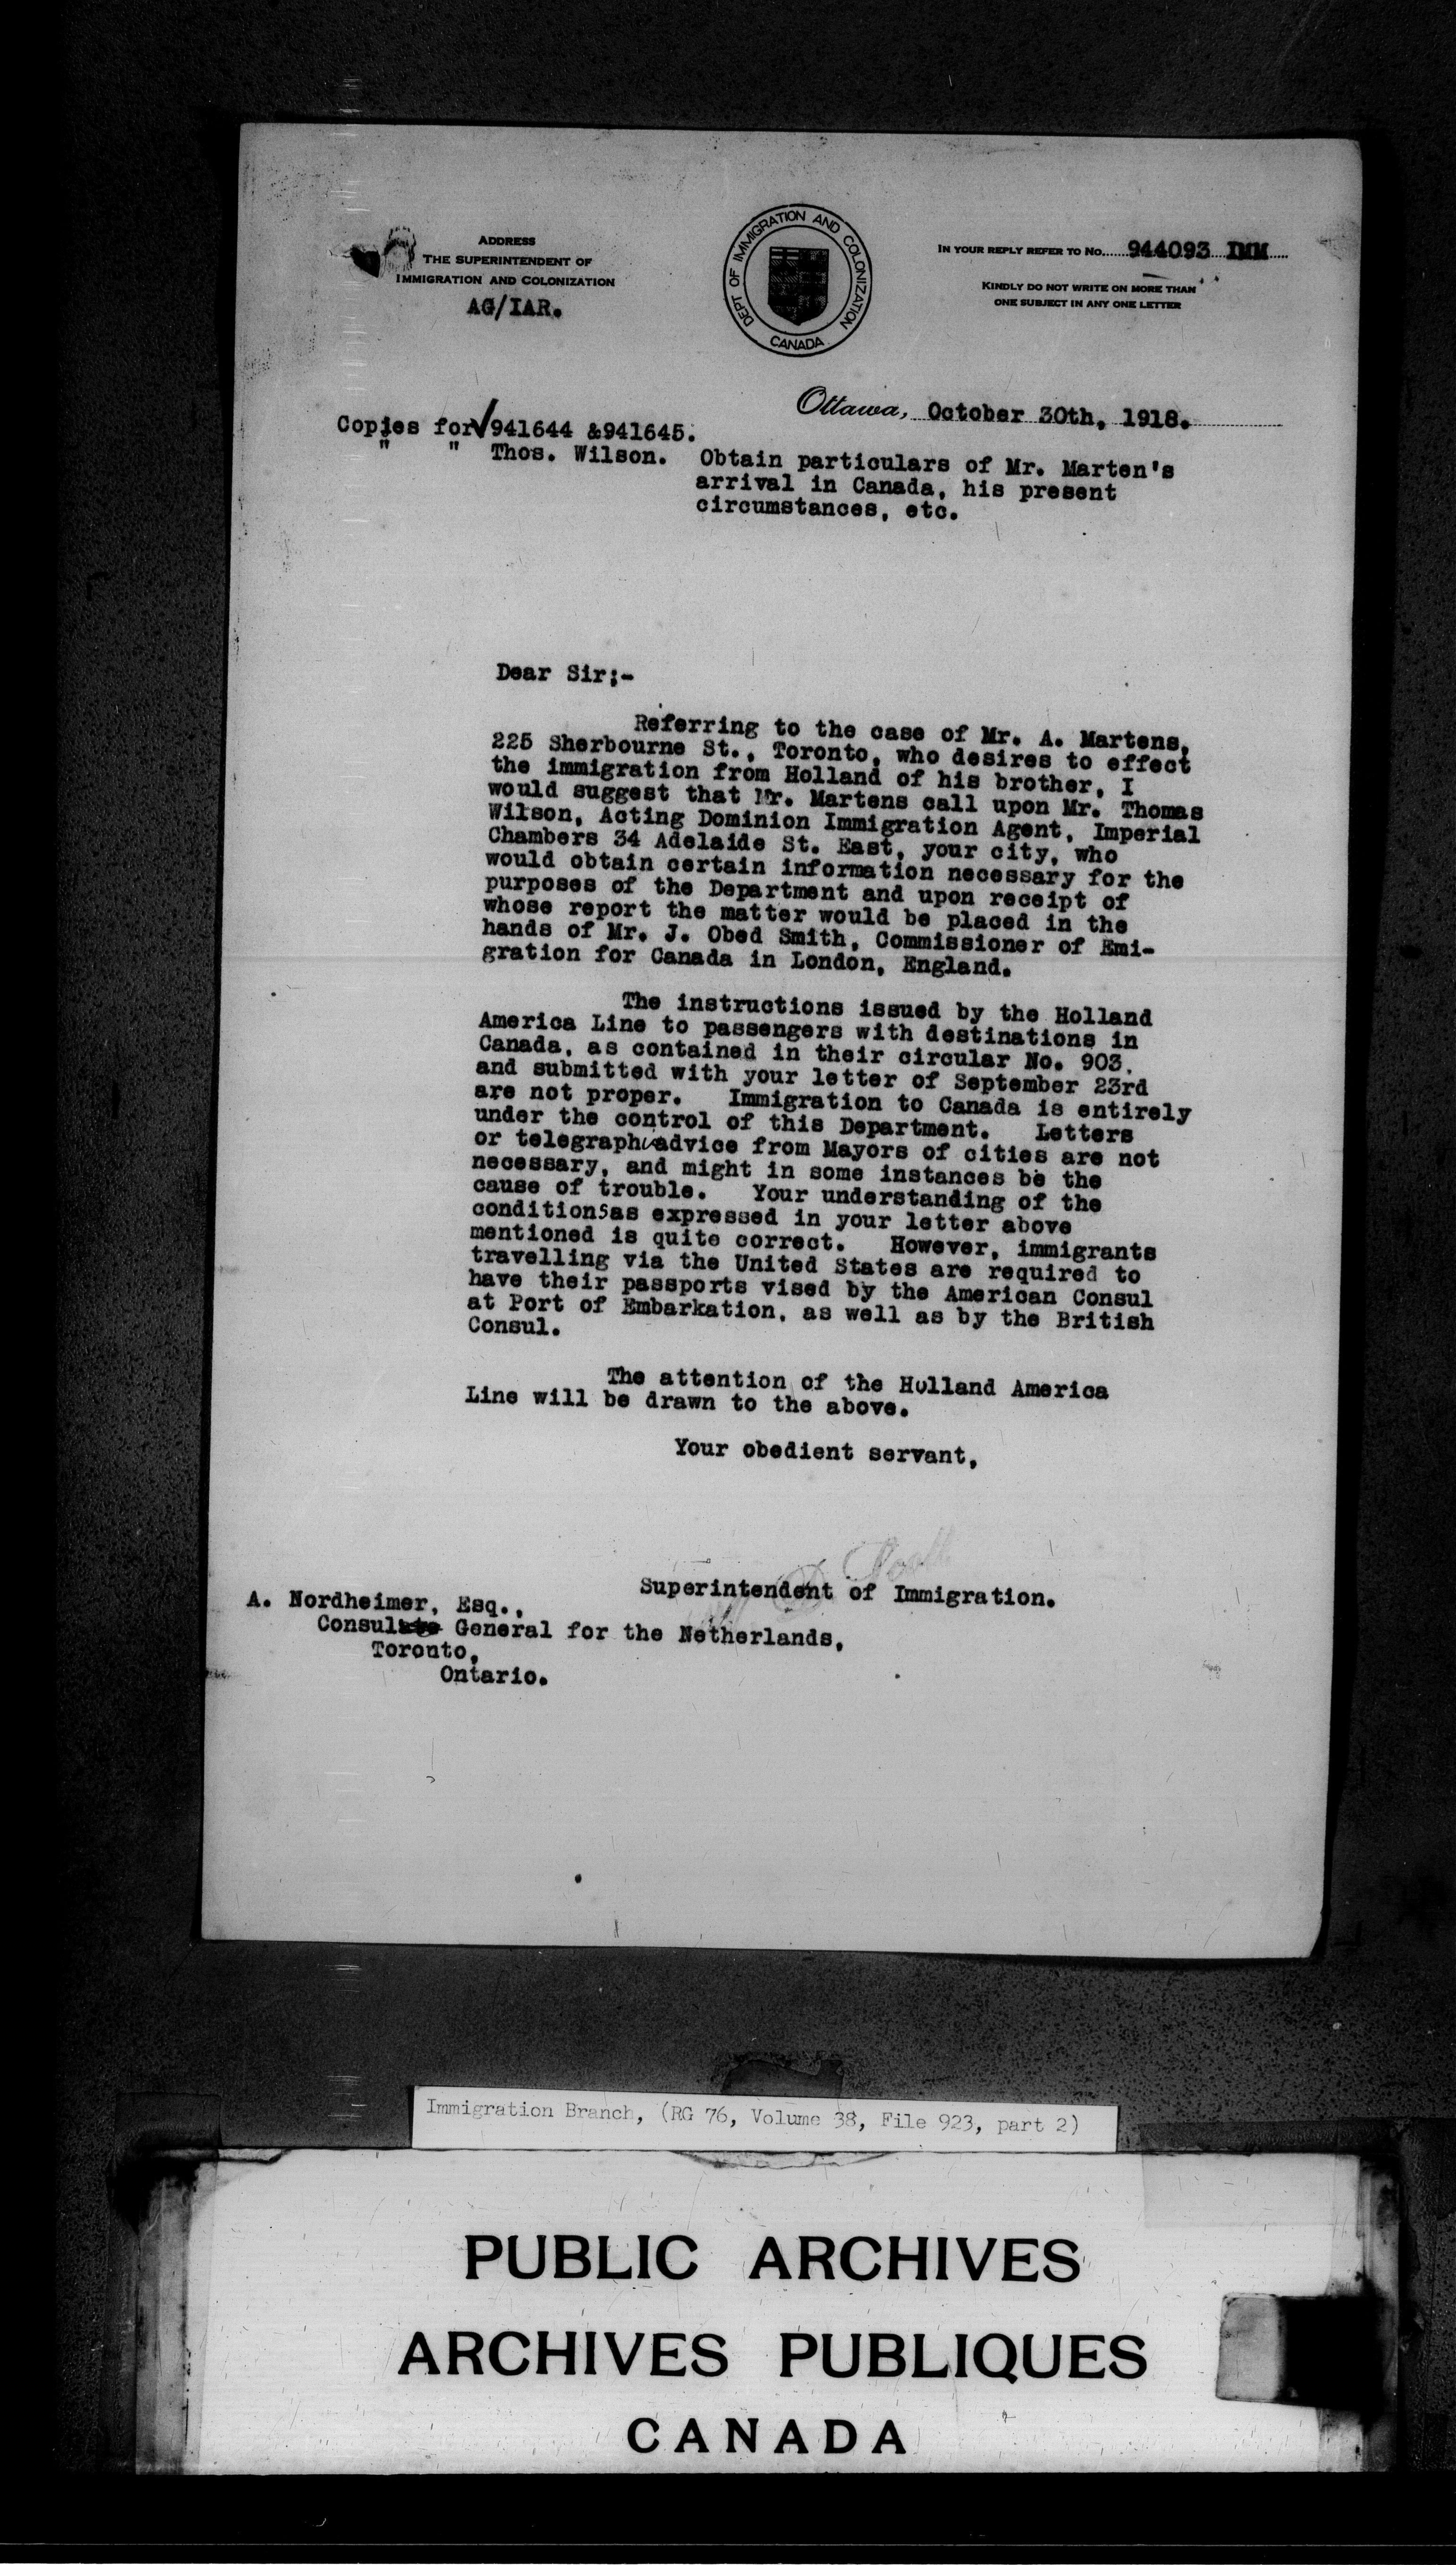 ADDRESS
THE SUPERINTENDENT OF
IMMIGRATION AND COLONIZATION
AG/IAR.
DEPT OF IMMIGRATION AND COLONIZATION
CANADA
IN YOUR REPLY REFER TO No. 944093 IMM
KINDLY DO NOT WRITE ON MORE THAN
ONE SUBJECT IN ANY ONE LETTER
Ottawa, October 30th, 1918.
Copies for 941644 &941645.
" " Thos. Wilson. Obtain particulars of Mr. Marten's
arrival in Canada, his present
circumstances, etc.
Dear Sir;-
Referring to the case of Mr. A. Martens,
225 Sherbourne St., Toronto, who desires to effect
the immigration from Holland of his brother, I
would suggest that Mr. Martens call upon Mr. Thomas
Wilson, Acting Dominion Immigration Agent, Imperial
Chambers 34 Adelaide St. East, your city, who
would obtain certain information necessary for the
purposes of the Department and upon receipt of
whose report the matter would be placed in the
hands of Mr. J. Obed Smith, Commissioner of Emi-
gration for Canada in London, England.
The instructions issued by the Holland
America Line to passengers with destinations in
Canada, as contained in their circular No. 903,
and submitted with your letter of September 23rd
are not proper. Immigration to Canada is entirely
under the control of this Department. Letters
or telegraphic advice from Mayors of cities are not
necessary, and might in some instances be the
cause of trouble. Your understanding of the
conditions as expressed in your letter above
mentioned is quite correct. However, immigrants
travelling via the United States are required to
have their passports vised by the American Consul
at Port of Embarkation, as well as by the British
Consul.
The attention of the Holland America
Line will be drawn to the above.
Your obedient servant,
Superintendent of Immigration.
A. Nordheimer, Esq.,
Consul General for the Netherlands,
Toronto,
Ontario.
Immigration Branch, (RG 76, Volume 38, File 923, part 2)
PUBLIC ARCHIVES
ARCHIVES PUBLIQUES
CANADA